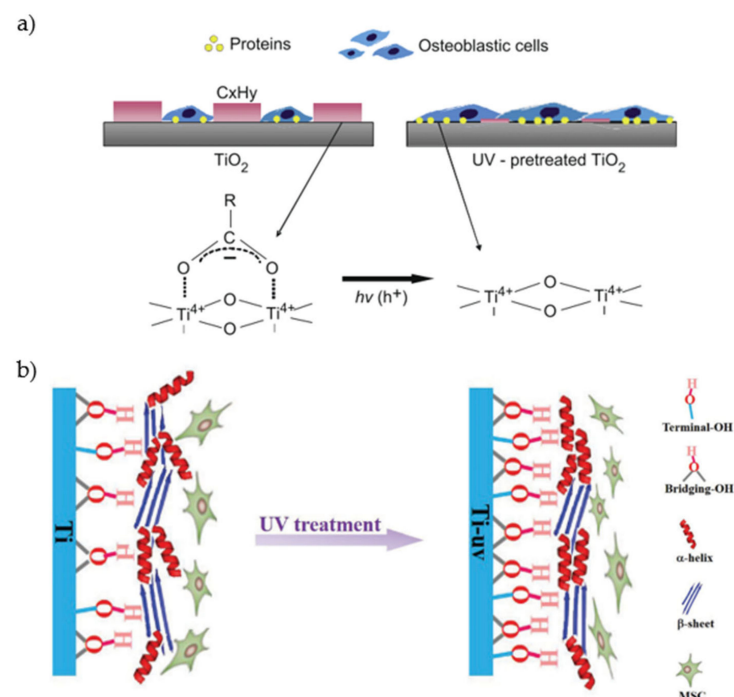 a)
Proteins
Osteoblastic cells
CxHy
TiO2
UV - pretreated TiO2
R
C
O O
O
Ti4+ Ti4+
O
hv (h+)
O
Ti4+ Ti4+
O
b)
Ti
O H
O H
O H
O H
O H
O H
UV treatment
Ti-uv
O H
O H
O H
O H
O H
O H
O H
O H
H
O
Terminal-OH
H
O
Bridging-OH
α-helix
β-sheet
MSC